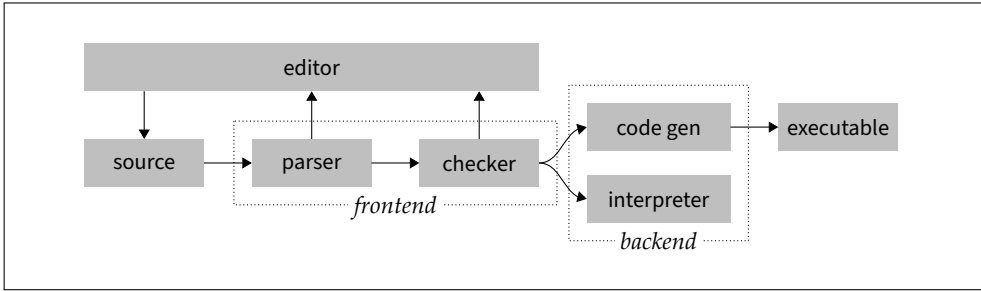 editor
source
parser
checker
frontend
code gen
interpreter
backend
executable